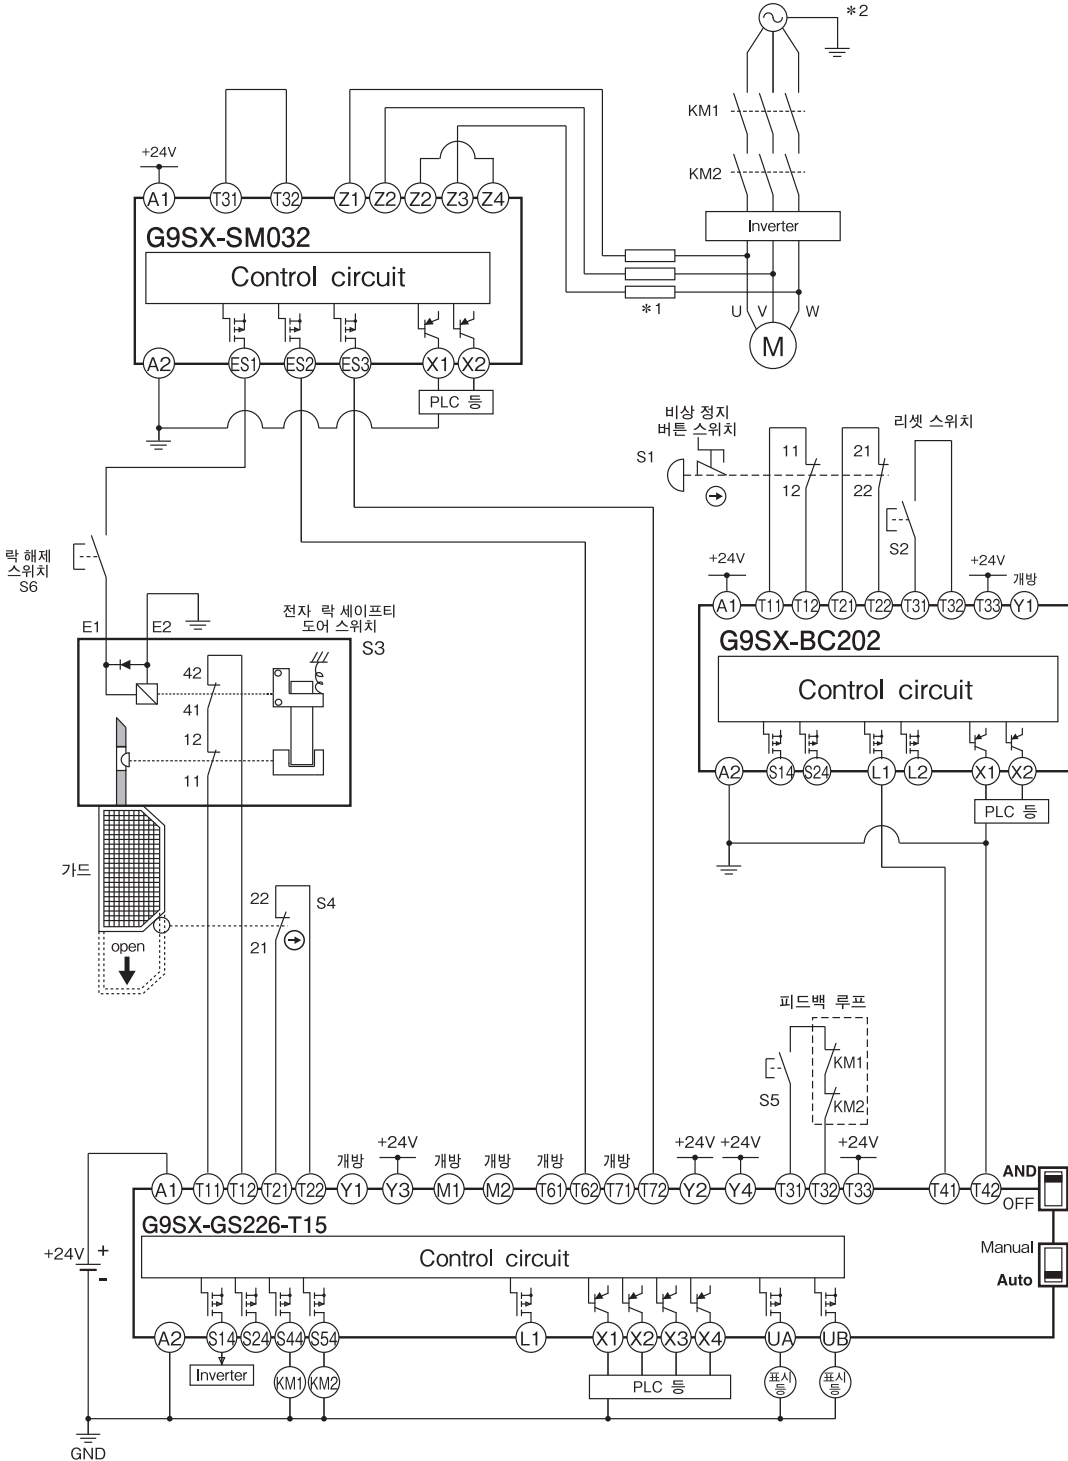 *2
KM1
KM2
Inverter
*1
U V W
M
+24V
A1 T31 T32 Z1 Z2 Z2 Z3 Z4
G9SX-SM032
Control circuit
A2 ES1 ES2 ES3 X1 X2
PLC 등
비상 정지
버튼 스위치
S1
11
12
21
22
리셋 스위치
S2
+24V
+24V
개방
A1 T11 T12 T21 T22 T31 T32 T33 Y1
G9SX-BC202
Control circuit
A2 S14 S24 L1 L2 X1 X2
PLC 등
락 해제
스위치
S6
E1 E2
전자 락 세이프티
도어 스위치
S3
42
41
12
11
가드
open
22
21
S4
피드백 루프
S5
KM1
KM2
개방 +24V 개방 개방 개방 개방 +24V +24V +24V
A1 T11 T12 T21 T22 Y1 Y3 M1 M2 T61 T62 T71 T72 Y2 Y4 T31 T32 T33 T41 T42
AND
OFF
Manual
Auto
G9SX-GS226-T15
Control circuit
+24V + -
A2 S14 S24 S44 S54 L1 X1 X2 X3 X4 UA UB
Inverter
KM1 KM2
PLC 등
표시
등
표시
등
GND